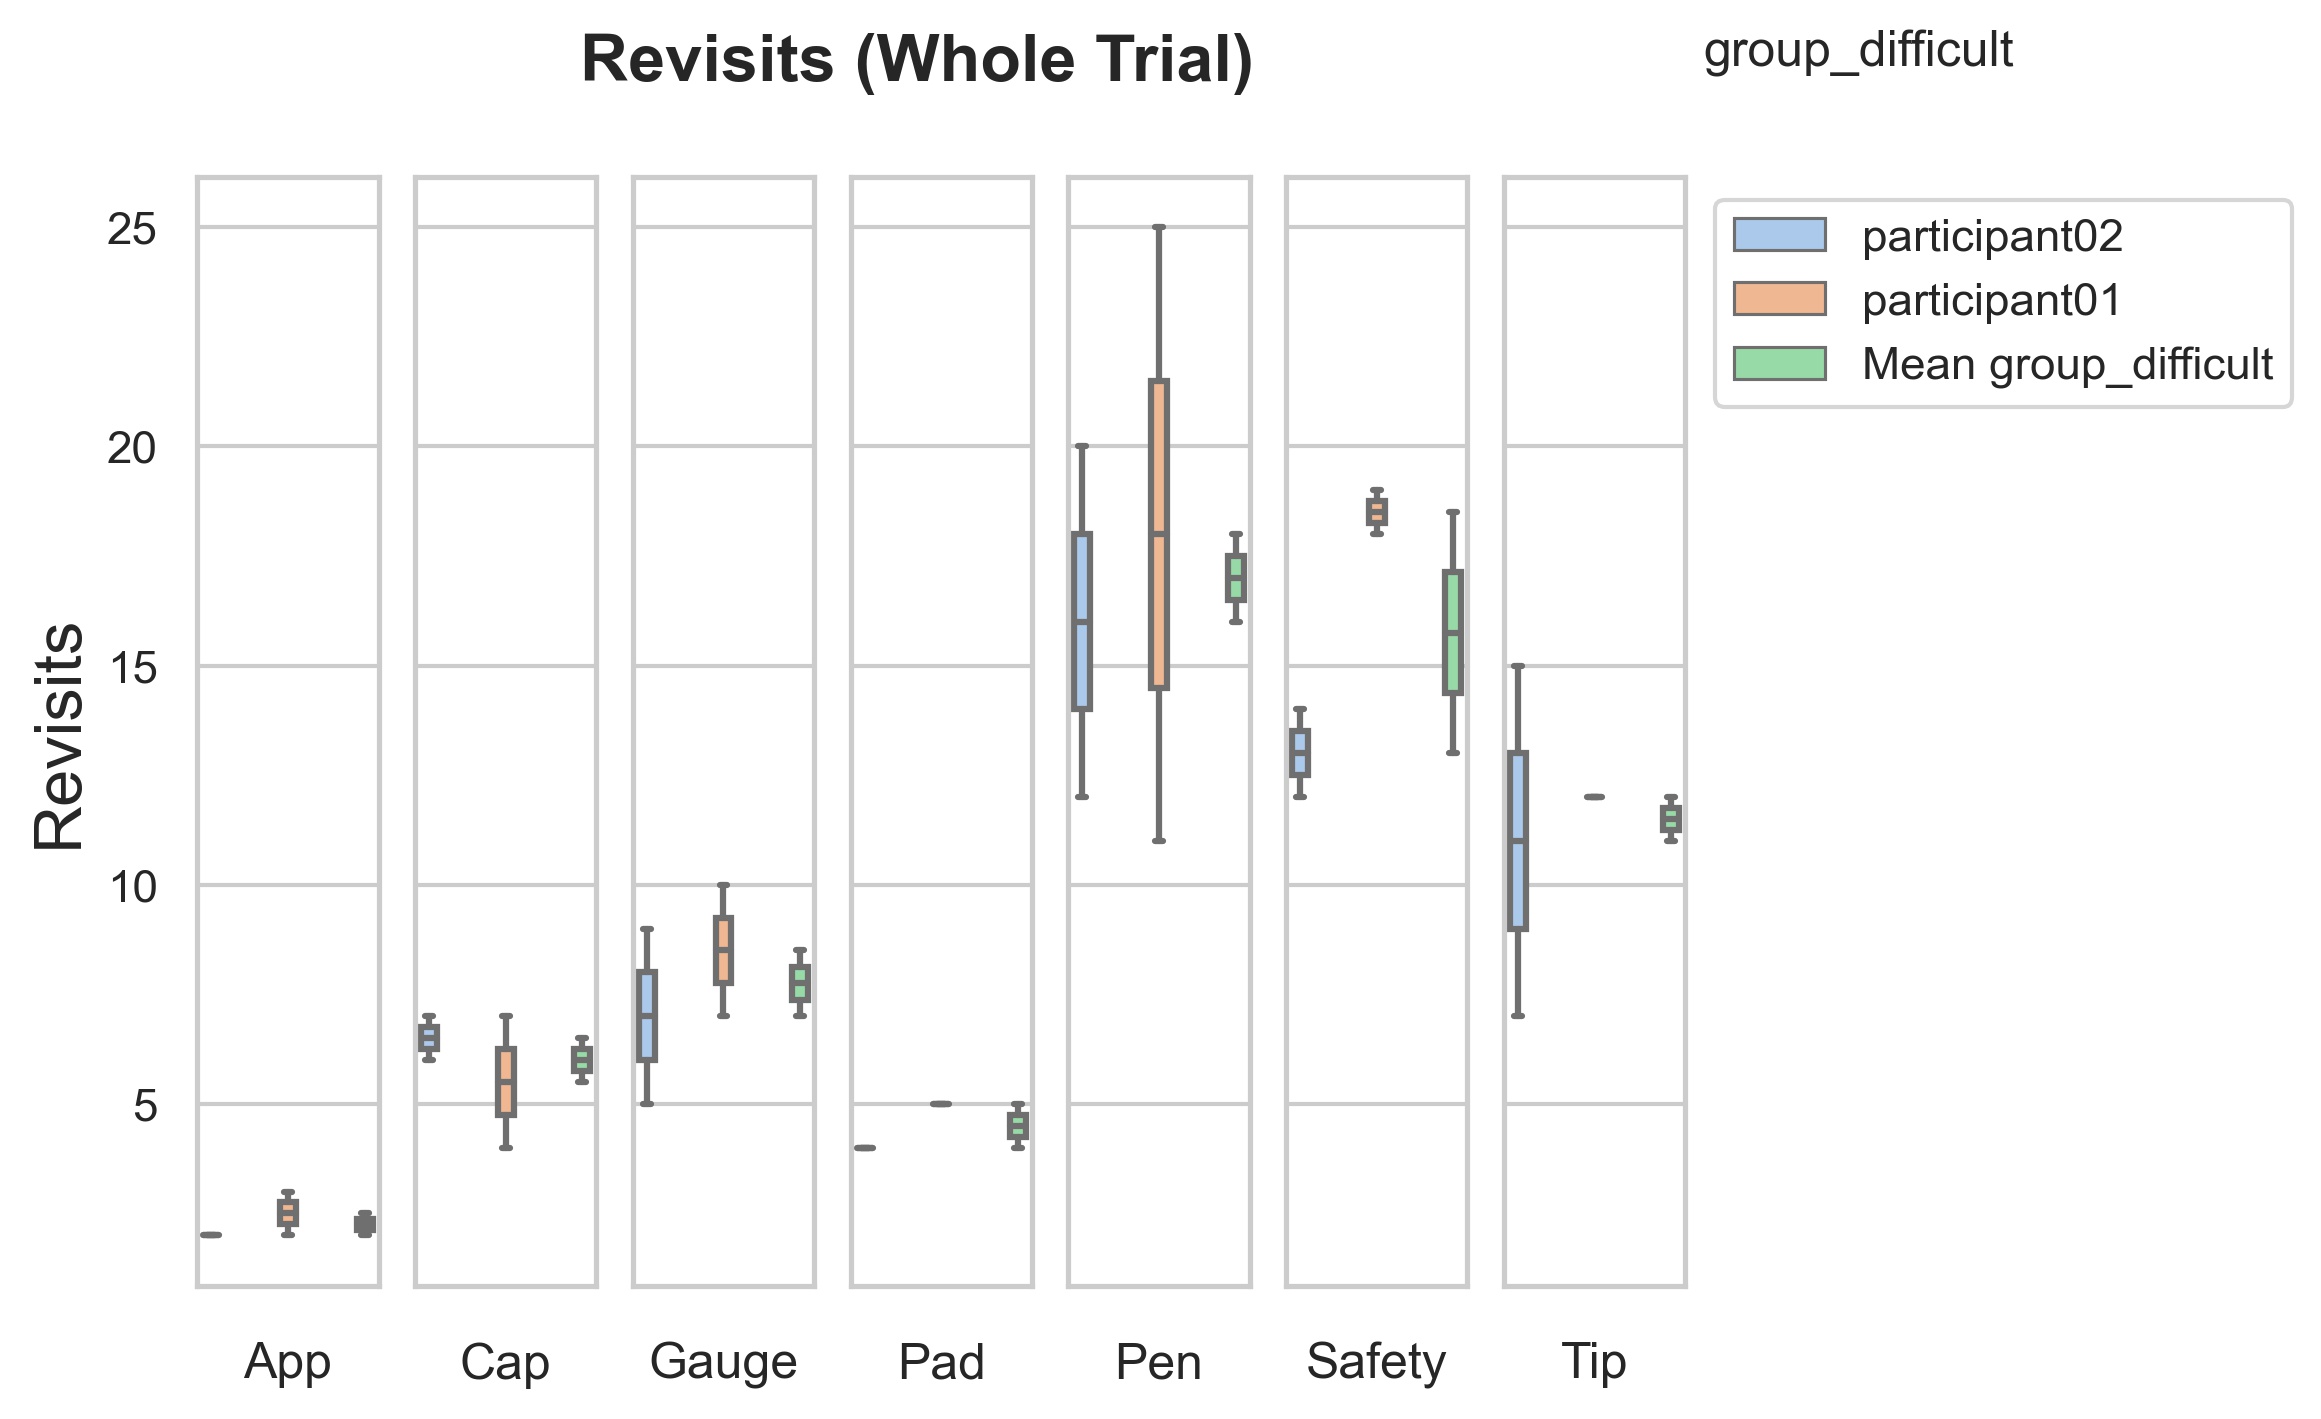 Revisits (Whole Trial)
group_difficult
participant02
participant01
Mean group_difficult
Revisits
25
20
15
10
5
App
Cap
Gauge
Pad
Pen
Safety
Tip